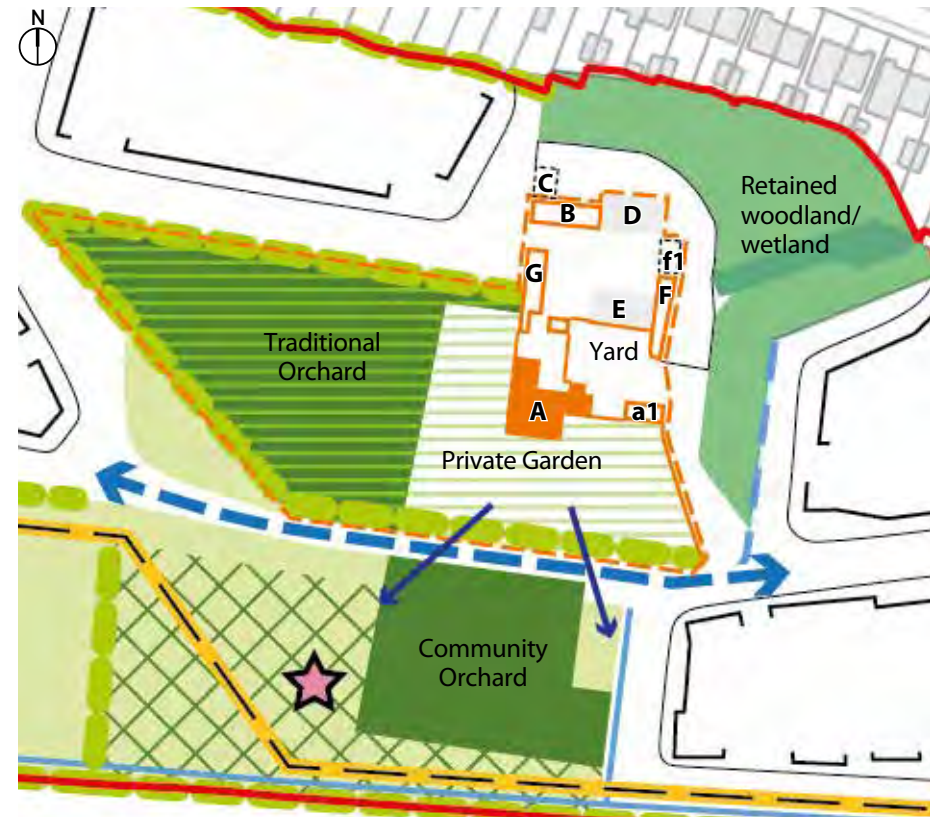 N
C
B
D
Retained
woodland/
wetland
G
f1
F
E
Traditional
Orchard
Yard
A
a1
Private Garden
Community
Orchard